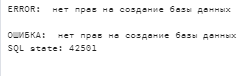 ERROR:  нет прав на создание базы данных
ОШИБКА:  нет прав на создание базы данных
SQL state: 42501